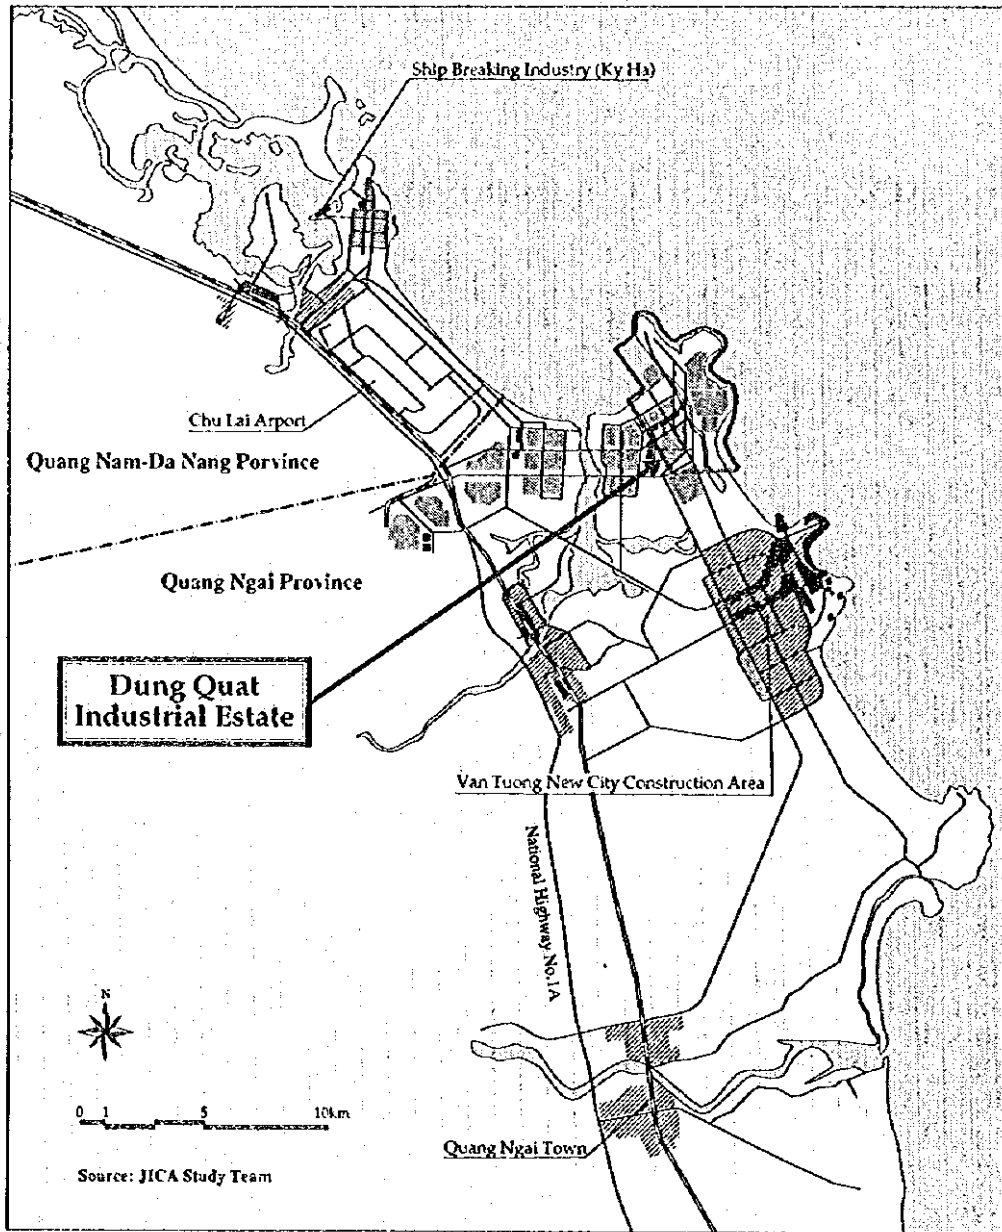 Ship Breaking Industry (Ky Ha)
Chu Lai Arport
Quang Nam-Da Nang Porvince
Quang Ngai Province
Dung Quat
Industrial Estate
Van Tuong New City Construction Area
National Highway No.1A
N
0 1 5 10km
Quang Ngai Town
Source: JICA Study Team